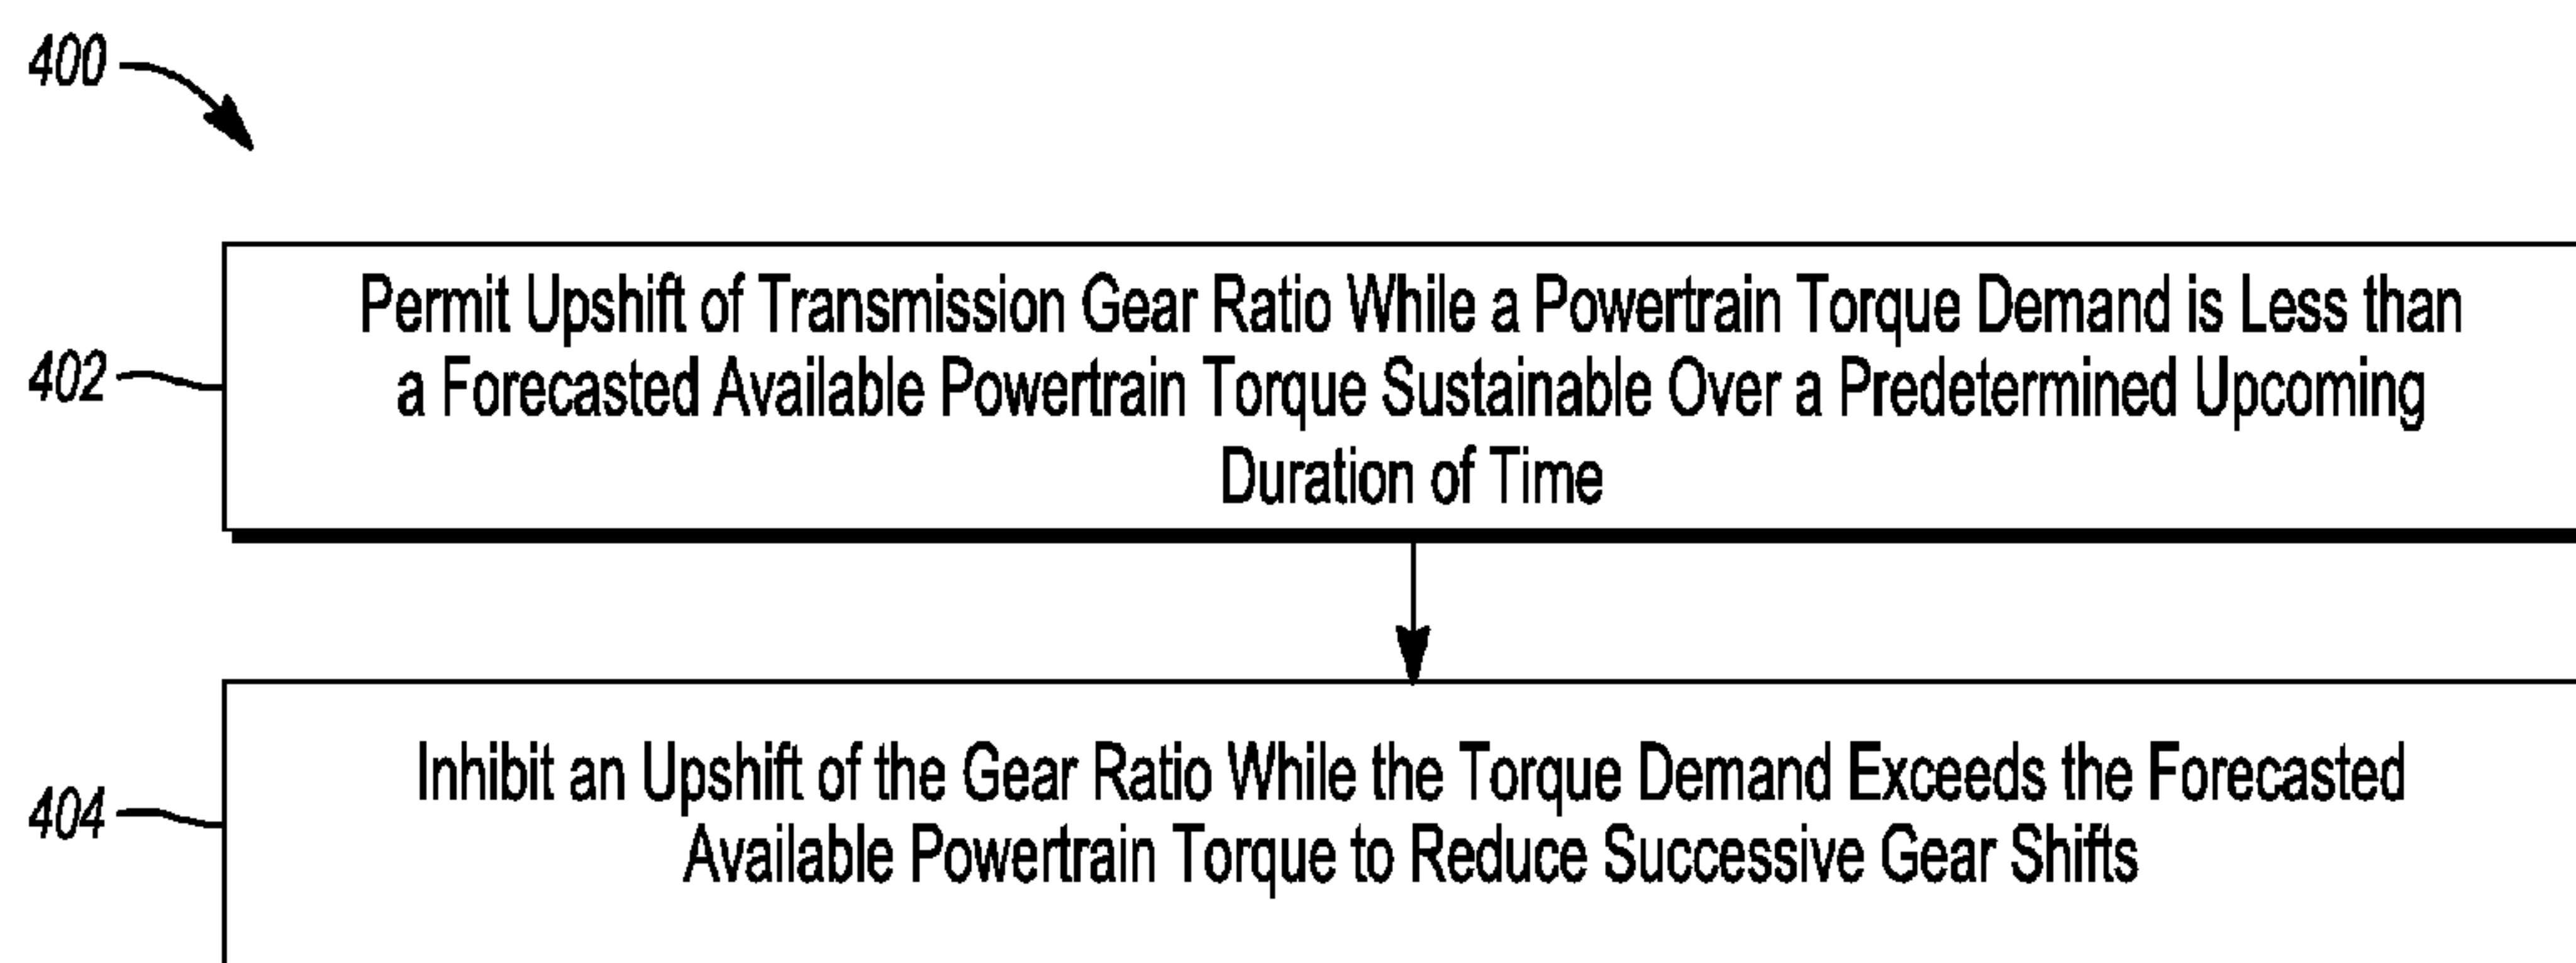 400
Permit Upshift of Transmission Gear Ratio While a Powertrain Torque Demand is Less than
402
a Forecasted Available Powertrain Torque Sustainable Over a Predetermined Upcoming
Duration of Time
Inhibit an Upshift of the Gear Ratio While the Torque Demand Exceeds the Forecasted
404
Available Powertrain Torque to Reduce Successive Gear Shifts